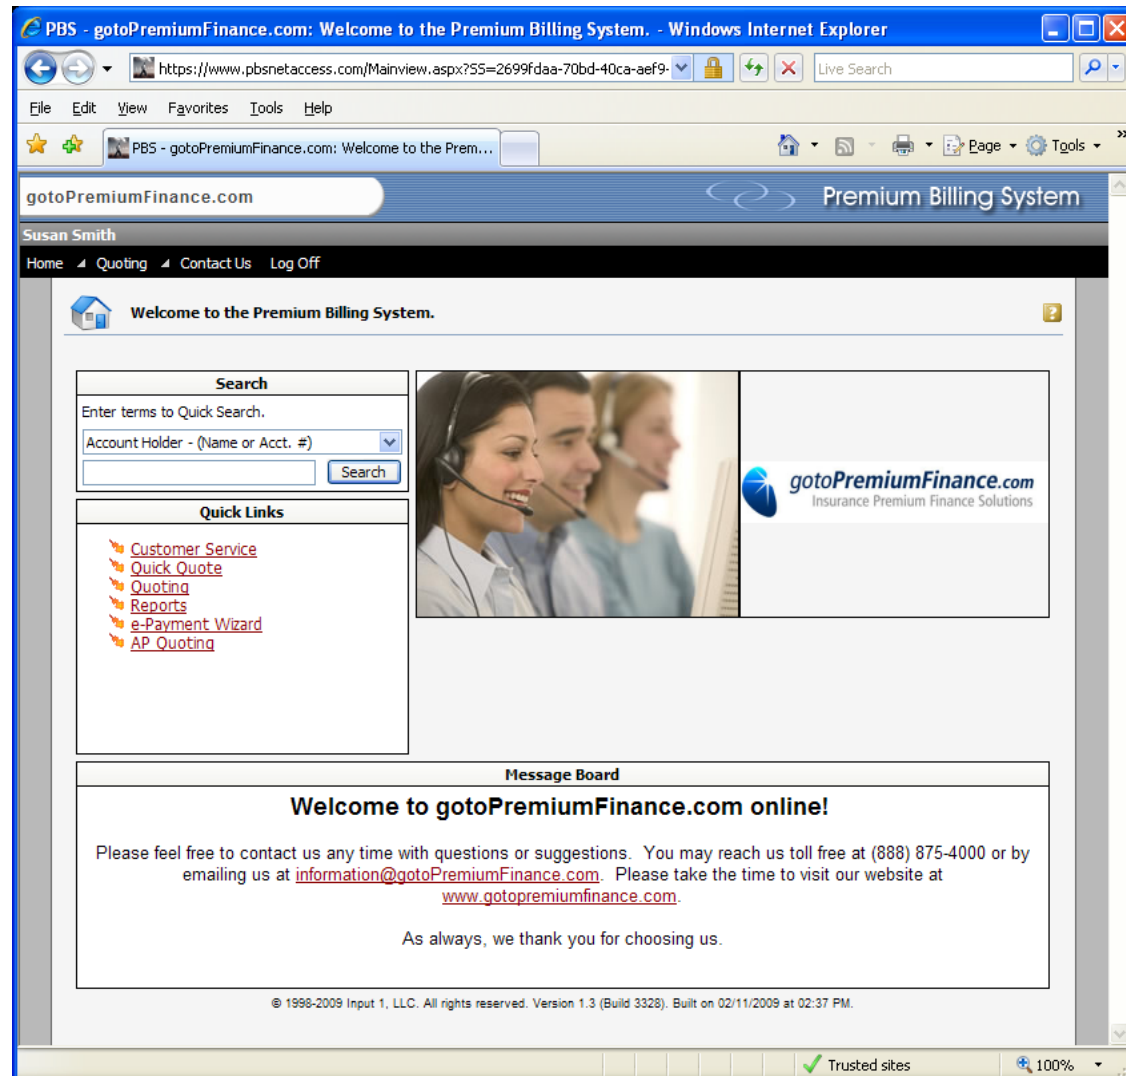 PBS - gotoPremiumFinance.com: Welcome to the Premium Billing System. - Windows Internet Explorer
https://www.pbsnetaccess.com/Mainview.aspx?SS=2699fdaa-70bd-40ca-aef9-
Live Search
File Edit View Favorites Tools Help
PBS - gotoPremiumFinance.com: Welcome to the Prem...
Page Tools »
gotoPremiumFinance.com
Premium Billing System
Susan Smith
Home Quoting Contact Us Log Off
Welcome to the Premium Billing System.
?
Search
Enter terms to Quick Search.
Account Holder - (Name or Acct. #)
Search
Quick Links
Customer Service
Quick Quote
Quoting
Reports
e-Payment Wizard
AP Quoting
gotoPremiumFinance.com
Insurance Premium Finance Solutions
Message Board
Welcome to gotoPremiumFinance.com online!
Please feel free to contact us any time with questions or suggestions. You may reach us toll free at (888) 875-4000 or by
emailing us at information@gotoPremiumFinance.com. Please take the time to visit our website at
www.gotopremiumfinance.com.
As always, we thank you for choosing us.
© 1998-2009 Input 1, LLC. All rights reserved. Version 1.3 (Build 3328). Built on 02/11/2009 at 02:37 PM.
Trusted sites
100%